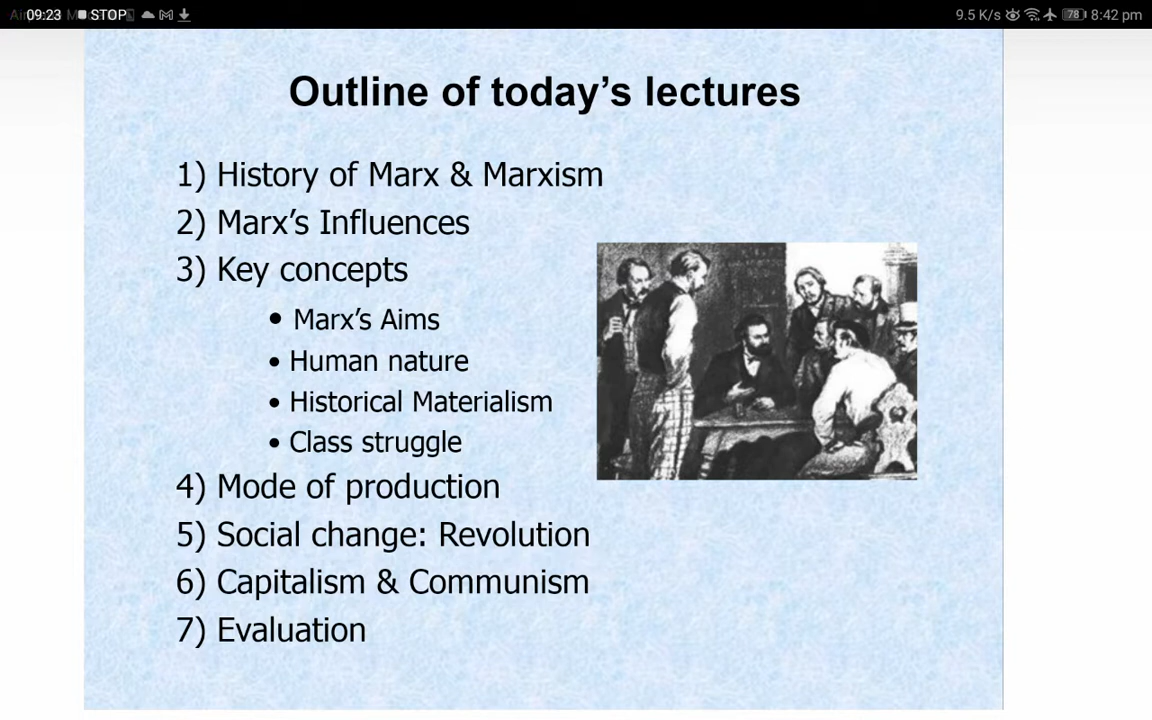 09:23 STOP
9.5 K/s 78 8:42 pm
Outline of today’s lectures
1) History of Marx & Marxism
2) Marx’s Influences
3) Key concepts
• Marx’s Aims
• Human nature
• Historical Materialism
• Class struggle
4) Mode of production
5) Social change: Revolution
6) Capitalism & Communism
7) Evaluation